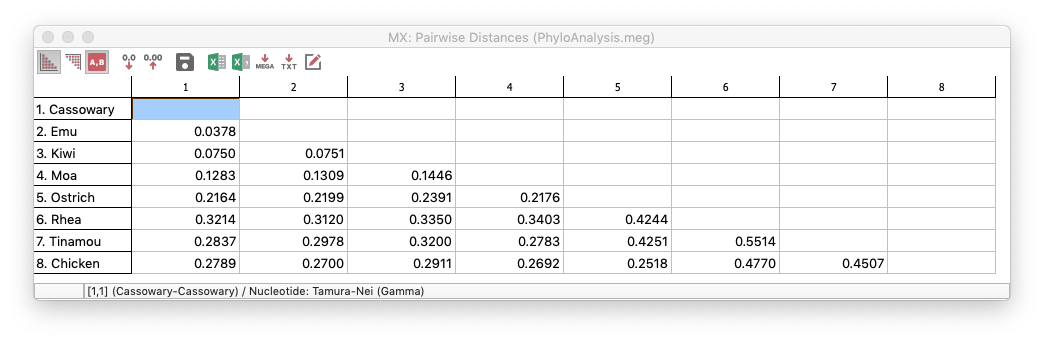 MX: Pairwise Distances (PhyloAnalysis.meg)
A,B 0,0 0.00 X X, MEGA TXT
1 2 3 4 5 6 7 8
1. Cassowary
2. Emu 0.0378
3. Kiwi 0.0750 0.0751
4. Moa 0.1283 0.1309 0.1446
5. Ostrich 0.2164 0.2199 0.2391 0.2176
6. Rhea 0.3214 0.3120 0.3350 0.3403 0.4244
7. Tinamou 0.2837 0.2978 0.3200 0.2783 0.4251 0.5514
8. Chicken 0.2789 0.2700 0.2911 0.2692 0.2518 0.4770 0.4507
[1,1] (Cassowary-Cassowary) / Nucleotide: Tamura-Nei (Gamma)